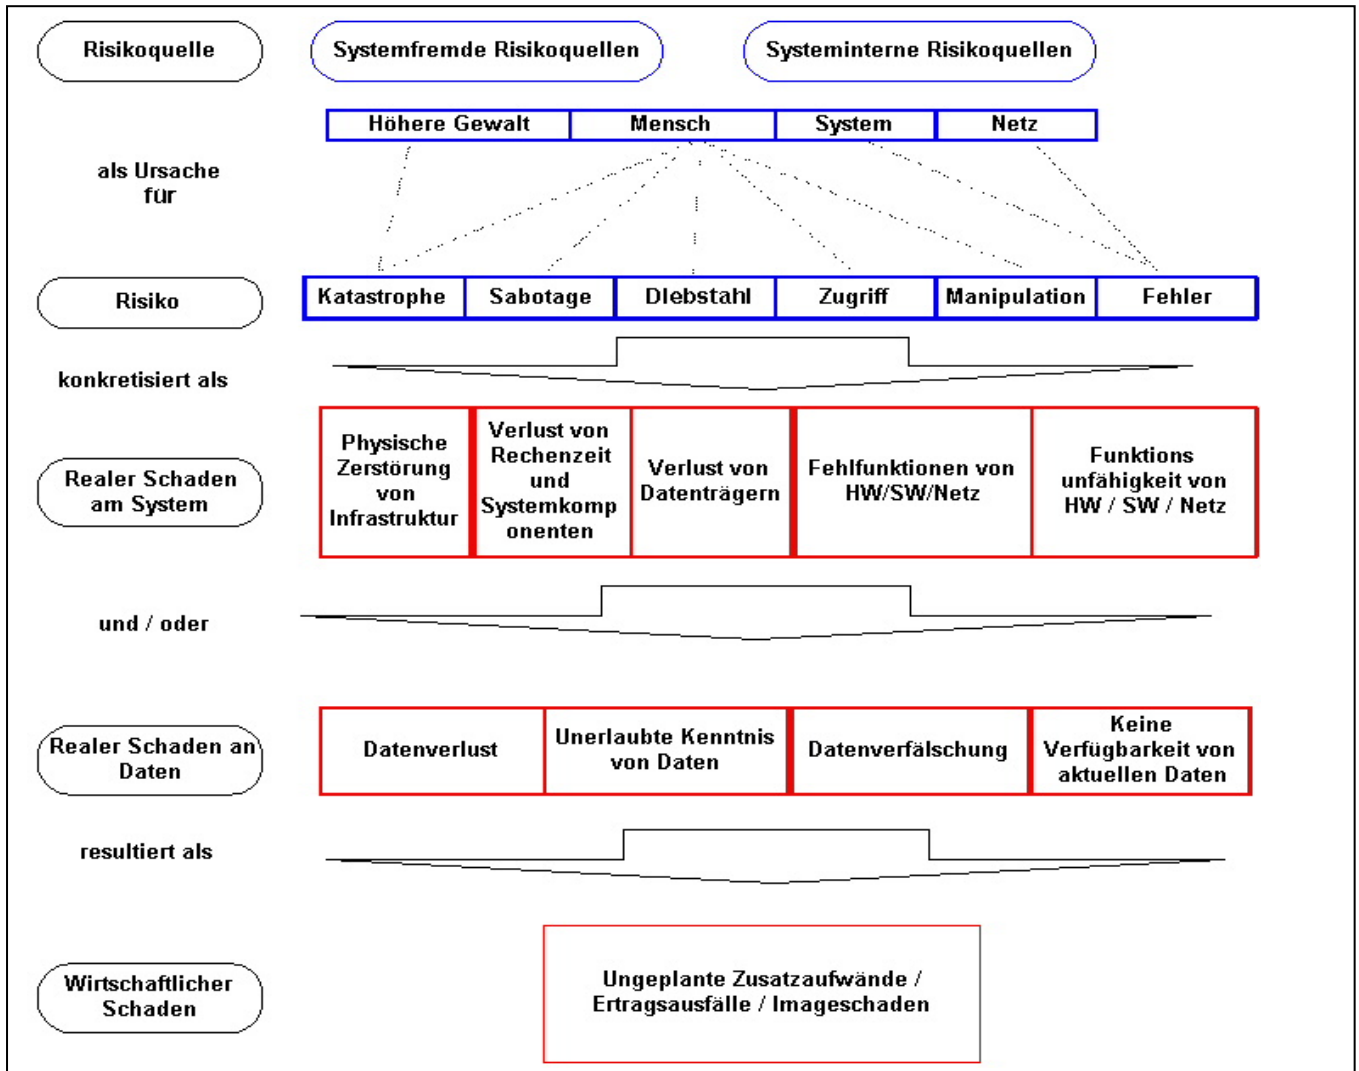 Risikoquelle
Systemfremde Risikoquellen
Systeminterne Risikoquellen
Höhere Gewalt
Mensch
System
Netz
als Ursache
für
Risiko
Katastrophe
Sabotage
DIebstahl
Zugriff
Manipulation
Fehler
konkretisiert als
Realer Schaden
am System
Physische
Zerstörung
von
Infrastruktur
Verlust von
Rechenzeit
und
Systemkomp
onenten
Verlust von
Datenträgern
Fehlfunktionen von
HW/SW/Netz
Funktions
unfähigkeit von
HW / SW / Netz
und / oder
Realer Schaden an
Daten
Datenverlust
Unerlaubte Kenntnis
von Daten
Datenverfälschung
Keine
Verfügbarkeit von
aktuellen Daten
resultiert als
Wirtschaftlicher
Schaden
Ungeplante Zusatzaufwände /
Ertragsausfälle / Imageschaden